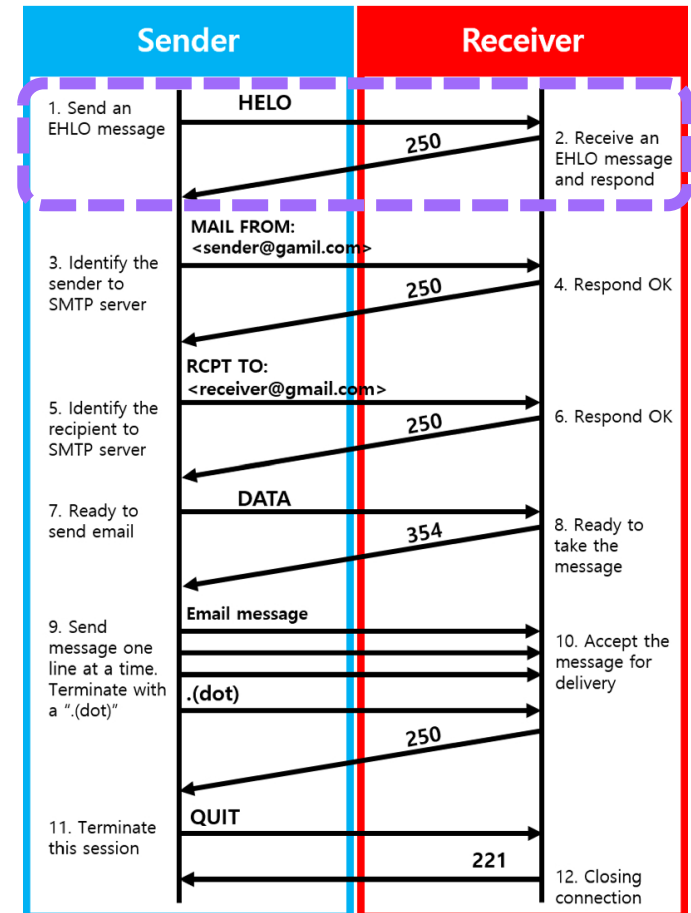 Sender
Receiver
1. Send an
EHLO message
HELO
250
2. Receive an
EHLO message
and respond
MAIL FROM:
<sender@gamil.com>
3. Identify the
sender to
SMTP server
250
4. Respond OK
RCPT TO:
<receiver@gmail.com>
5. Identify the
recipient to
SMTP server
250
6. Respond OK
7. Ready to
send email
DATA
354
8. Ready to
take the
message
Email message
9. Send
message one
line at a time.
Terminate with
a “.(dot)”
.(dot)
10. Accept the
message for
delivery
250
11. Terminate
this session
QUIT
221
12. Closing
connection